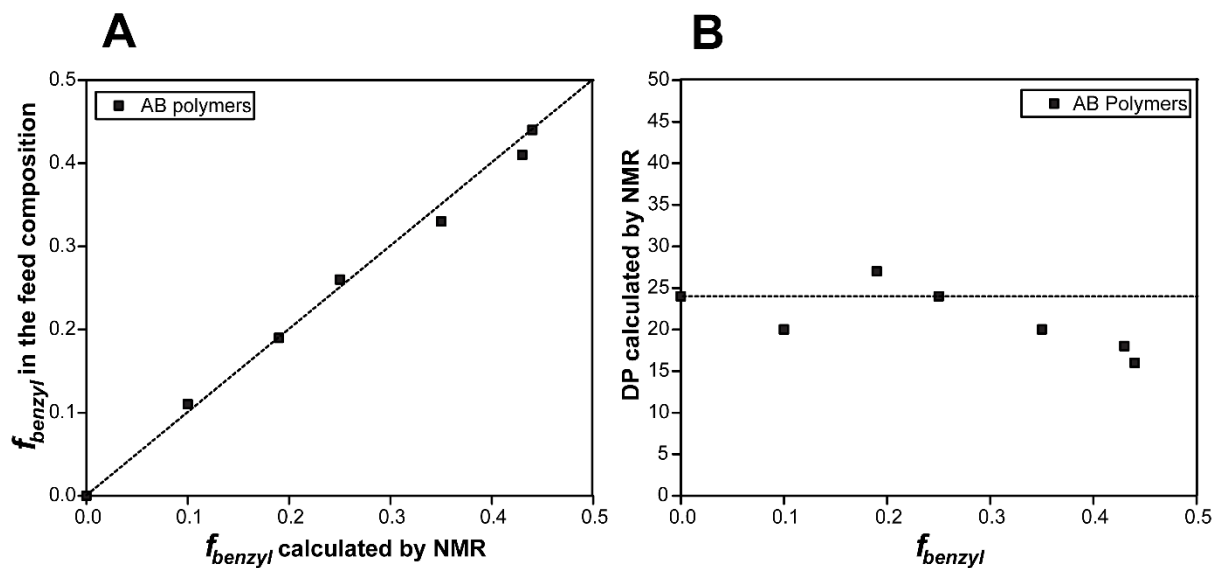 A
AB polymers
f_benzyl in the feed composition
0.5
0.4
0.3
0.2
0.1
0.0
0.0 0.1 0.2 0.3 0.4 0.5
f_benzyl calculated by NMR
B
AB Polymers
DP calculated by NMR
50
45
40
35
30
25
20
15
10
5
0
0.0 0.1 0.2 0.3 0.4 0.5
f_benzyl